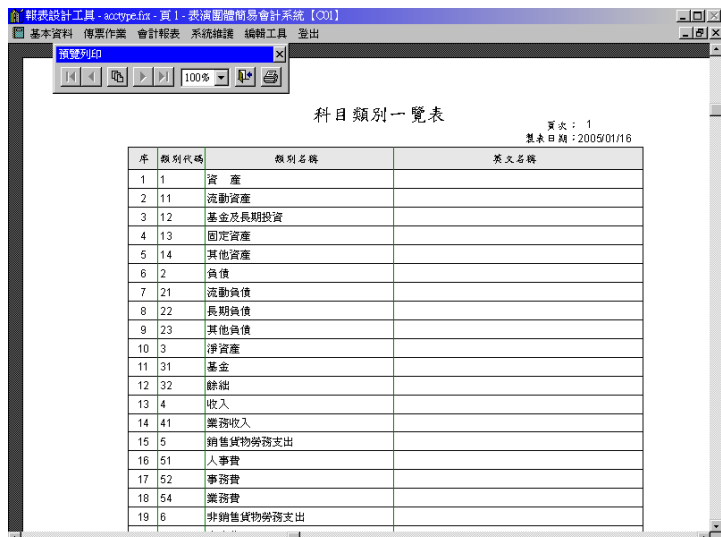 報表設計工具 - acctype.frx - 頁 1 - 表演團體簡易會計系統【C01】
基本資料 傳票作業 會計報表 系統維護 編輯工具 登出
預覽列印
100%
科目類別一覽表
頁次: 1
製表日期:2005/01/16
序 類別代碼 類別名稱 英文名稱
1 1 資 產
2 11 流動資產
3 12 基金及長期投資
4 13 固定資產
5 14 其他資產
6 2 負債
7 21 流動負債
8 22 長期負債
9 23 其他負債
10 3 淨資產
11 31 基金
12 32 餘絀
13 4 收入
14 41 業務收入
15 5 銷售貨物勞務支出
16 51 人事費
17 52 事務費
18 54 業務費
19 6 非銷售貨物勞務支出